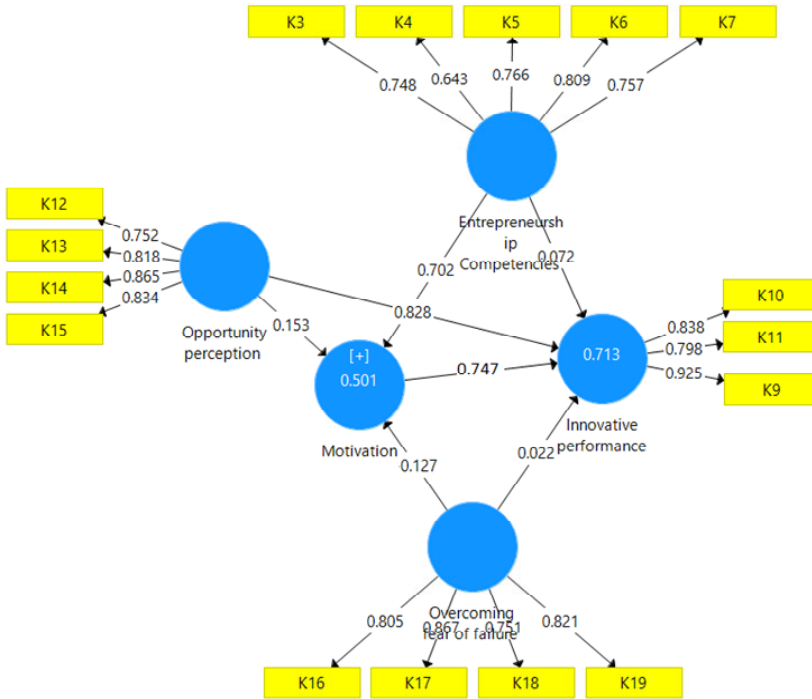 K3
K4
K5
K6
K7
0.748
0.643
0.766
0.809
0.757
Entrepreneursh
ip
Competencies
K12
K13
K14
K15
0.752
0.818
0.865
0.834
Opportunity
perception
0.702
0.072
0.153
0.828
[+]
0.501
Motivation
0.747
0.713
Innovative
performance
K10
K11
K9
0.838
0.798
0.925
0.127
0.022
Overcoming
fear of failure
0.805
0.867
0.751
0.821
K16
K17
K18
K19